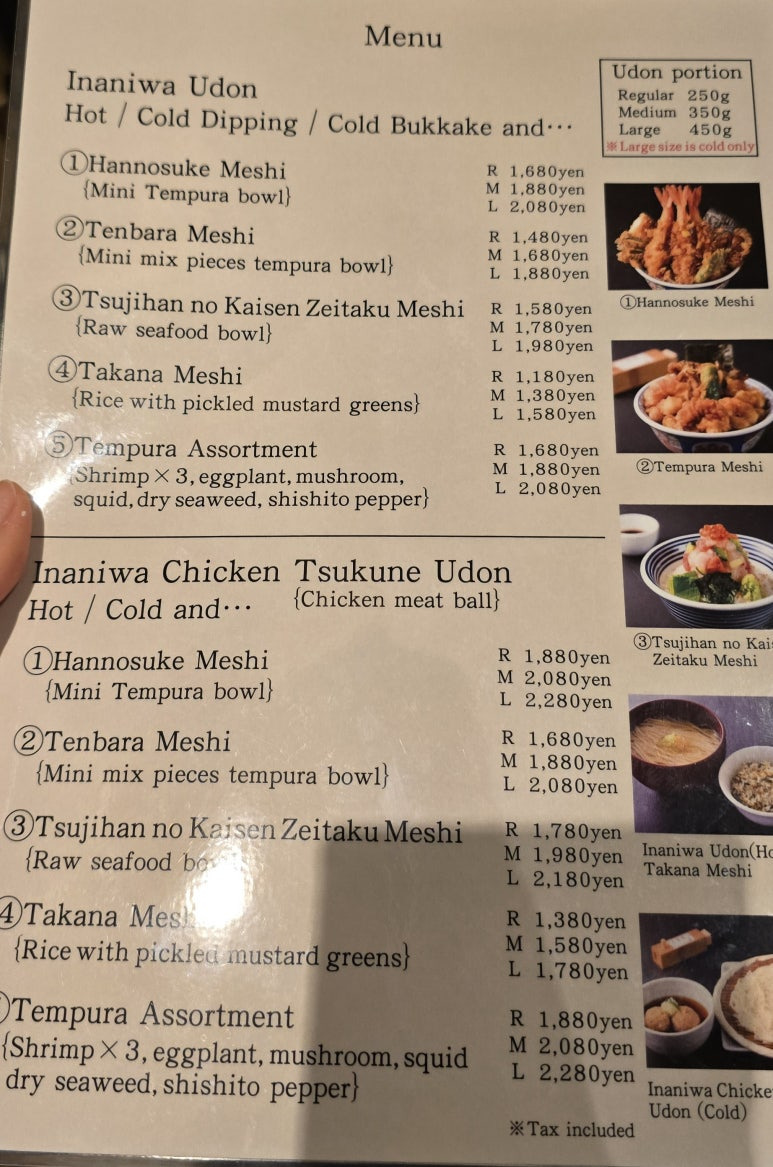 Menu
Inaniwa Udon
Hot / Cold Dipping / Cold Bukkake and…
①Hannosuke Meshi
{Mini Tempura bowl}
R 1,680yen
M 1,880yen
L 2,080yen
②Tenbara Meshi
{Mini mix pieces tempura bowl}
R 1,480yen
M 1,680yen
L 1,880yen
③Tsujihan no Kaisen Zeitaku Meshi
{Raw seafood bowl}
R 1,580yen
M 1,780yen
L 1,980yen
④Takana Meshi
{Rice with pickled mustard greens}
R 1,180yen
M 1,380yen
L 1,580yen
⑤Tempura Assortment
{Shrimp×3, eggplant, mushroom,
squid, dry seaweed, shishito pepper}
R 1,680yen
M 1,880yen
L 2,080yen
Udon portion
Regular 250g
Medium 350g
Large 450g
※Large size is cold only
①Hannosuke Meshi
②Tempura Meshi
③Tsujihan no Kais
Zeitaku Meshi
Inaniwa Udon(Ho
Takana Meshi
Inaniwa Chicke
Udon (Cold)
Inaniwa Chicken Tsukune Udon
Hot / Cold and…
{Chicken meat ball}
①Hannosuke Meshi
{Mini Tempura bowl}
R 1,880yen
M 2,080yen
L 2,280yen
②Tenbara Meshi
{Mini mix pieces tempura bowl}
R 1,680yen
M 1,880yen
L 2,080yen
③Tsujihan no Kaisen Zeitaku Meshi
{Raw seafood
R 1,780yen
M 1,980yen
L 2,180yen
④Takana Meshi
{Rice with pickled mustard greens}
R 1,380yen
M 1,580yen
L 1,780yen
Tempura Assortment
{Shrimp×3, eggplant, mushroom, squid
dry seaweed, shishito pepper}
R 1,880yen
M 2,080yen
L 2,280yen
※Tax included